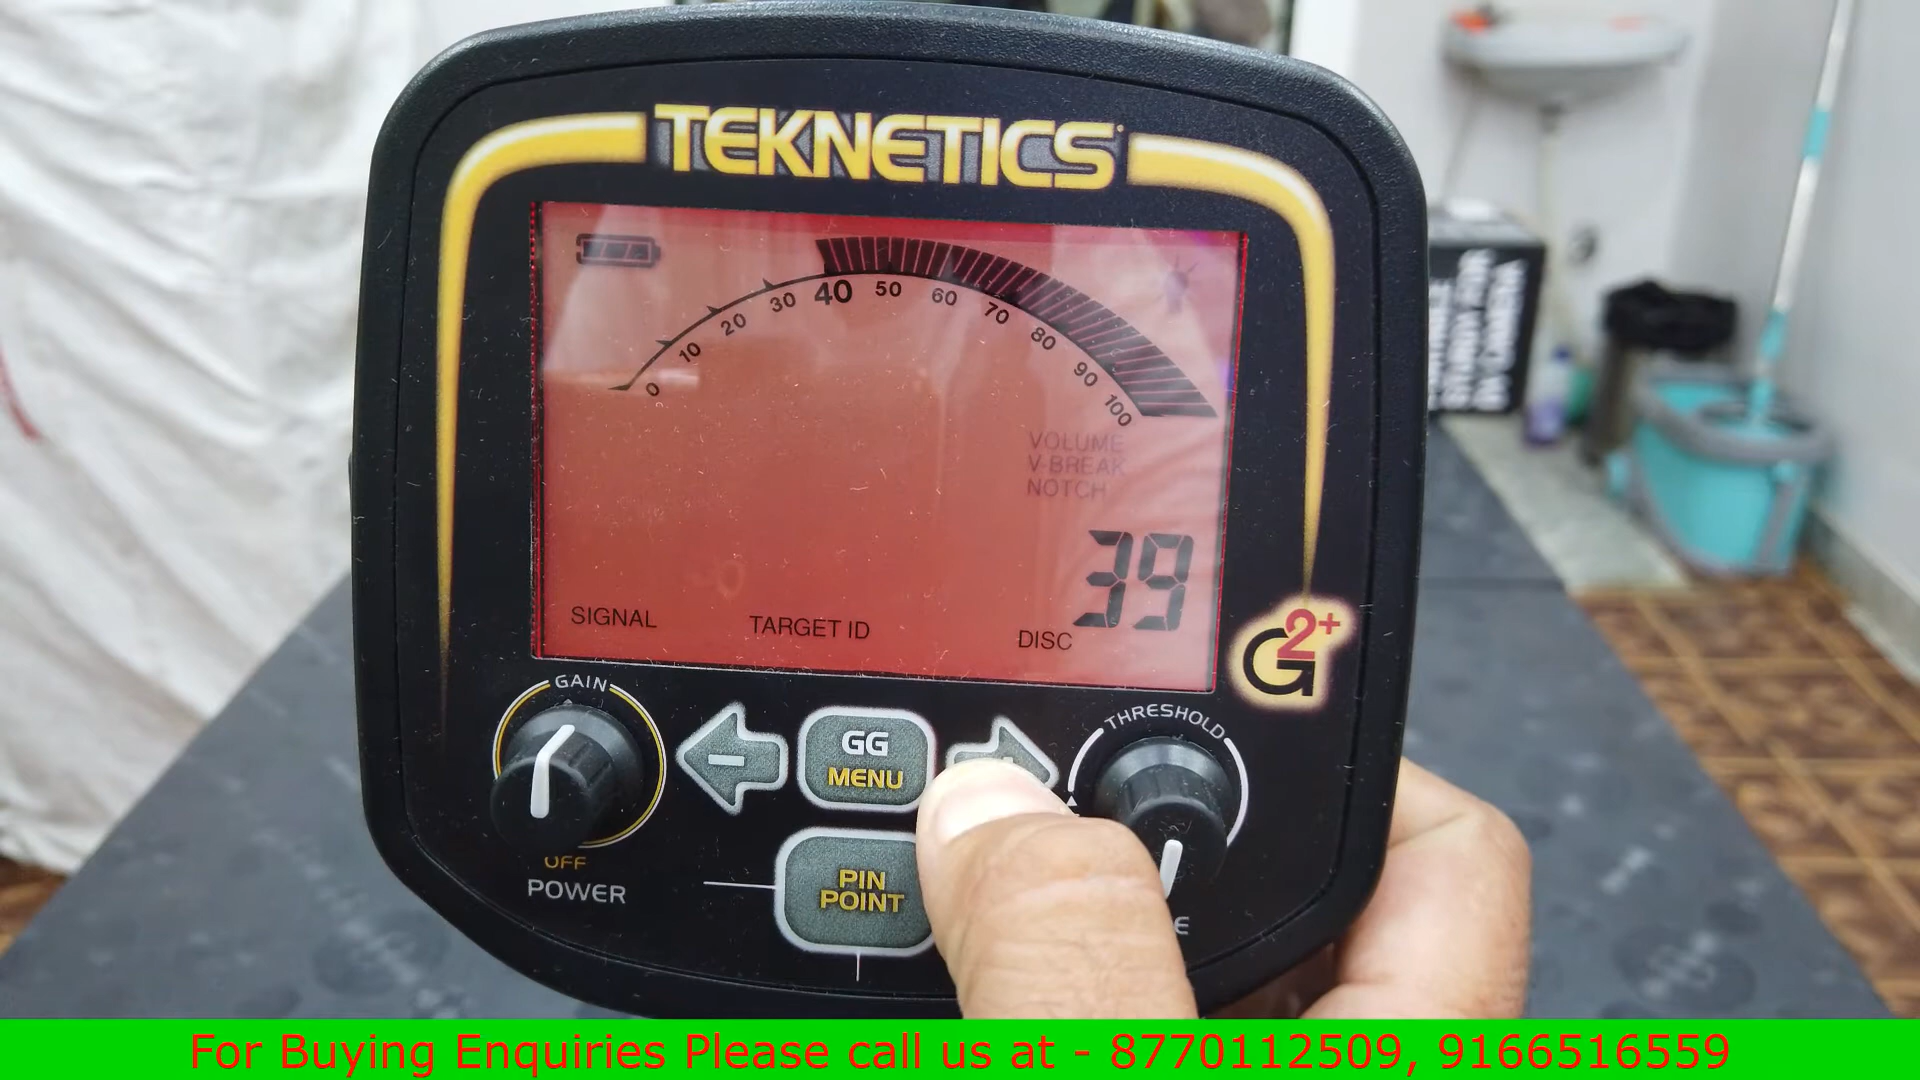 TEKNETICS
0 10 20 30 40 50 60 70 80 90 100
VOLUME
V-BREAK
NOTCH
39
SIGNAL
TARGET ID
DISC
G2+
GAIN
THRESHOLD
-
GG
MENU
OFF
POWER
PIN
POINT
E
For Buying Enquiries Please call us at - 8770112509, 9166516559